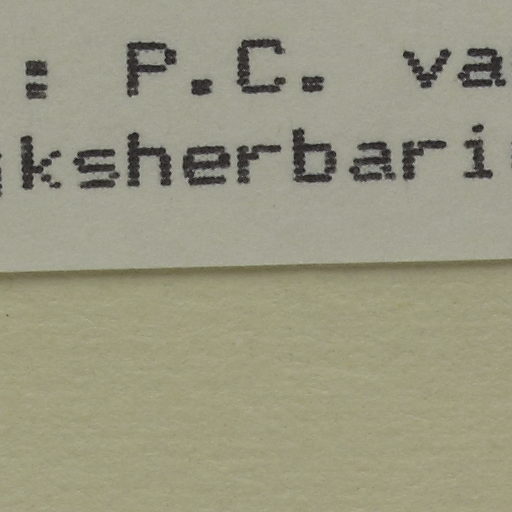 : P.C. va
ksherbari